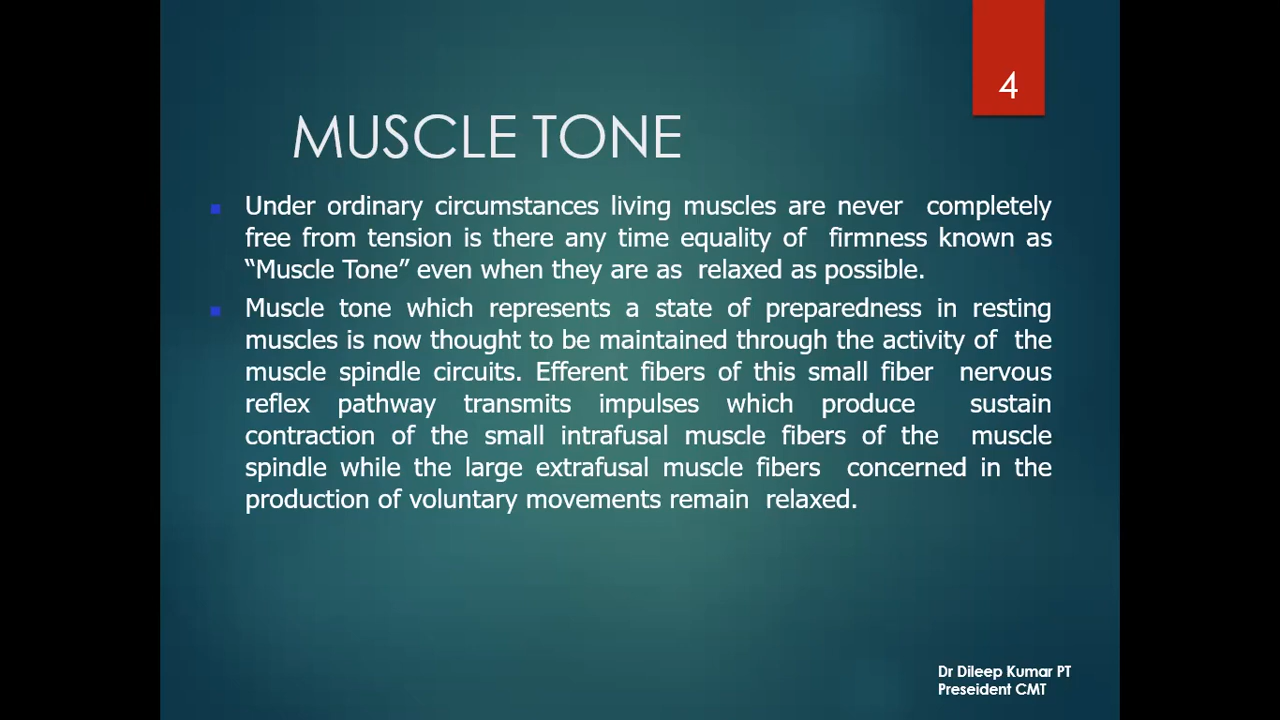 4
MUSCLE TONE
Under ordinary circumstances living muscles are never completely
free from tension is there any time equality of firmness known as
“Muscle Tone” even when they are as relaxed as possible.
Muscle tone which represents a state of preparedness in resting
muscles is now thought to be maintained through the activity of the
muscle spindle circuits. Efferent fibers of this small fiber nervous
reflex pathway transmits impulses which produce sustain
contraction of the small intrafusal muscle fibers of the muscle
spindle while the large extrafusal muscle fibers concerned in the
production of voluntary movements remain relaxed.
Dr Dileep Kumar PT
Preseident CMT